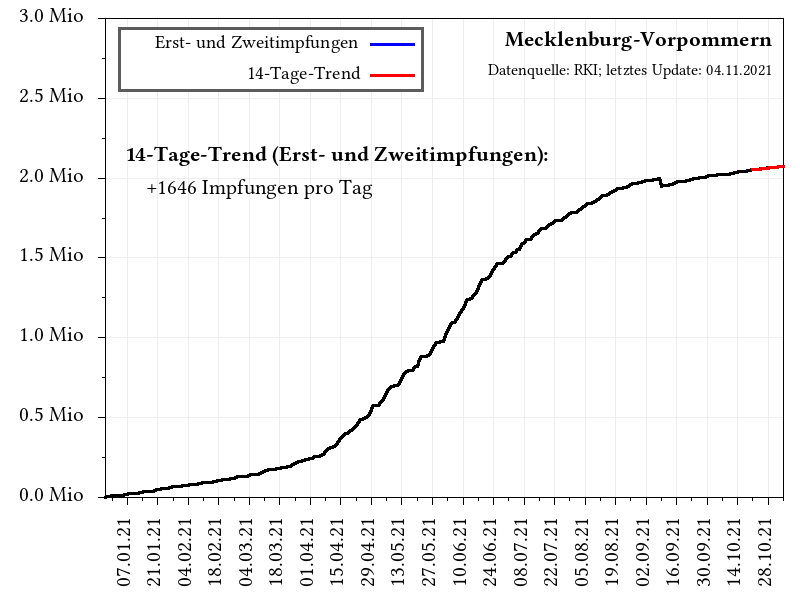 3.0 Mio
2.5 Mio
2.0 Mio
1.5 Mio
1.0 Mio
0.5 Mio
0.0 Mio
Erst- und Zweitimpfungen
14-Tage-Trend
Mecklenburg-Vorpommern
Datenquelle: RKI; letztes Update: 04.11.2021
14-Tage-Trend (Erst- und Zweitimpfungen):
+1646 Impfungen pro Tag
07.01.21
21.01.21
04.02.21
18.02.21
04.03.21
18.03.21
01.04.21
15.04.21
29.04.21
13.05.21
27.05.21
10.06.21
24.06.21
08.07.21
22.07.21
05.08.21
19.08.21
02.09.21
16.09.21
30.09.21
14.10.21
28.10.21